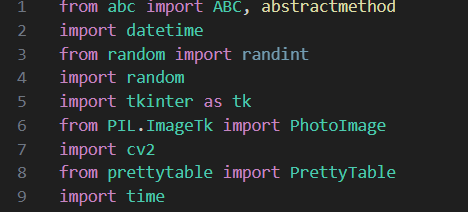 1 from abc import ABC, abstractmethod
2 import datetime
3 from random import randint
4 import random
5 import tkinter as tk
6 from PIL.ImageTk import PhotoImage
7 import cv2
8 from prettytable import PrettyTable
9 import time